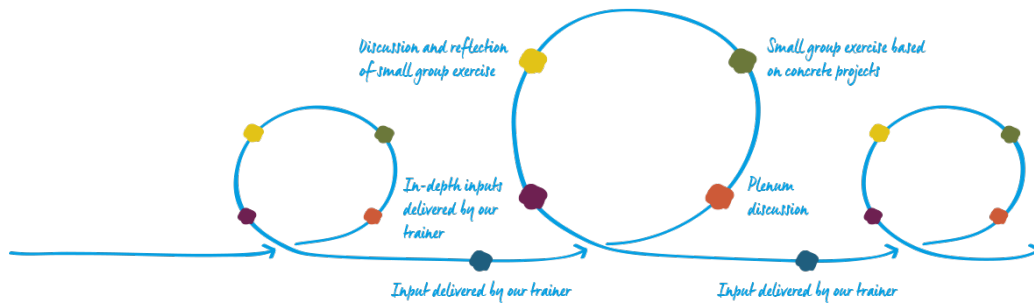 Discussion and reflection
of small group exercise
Small group exercise based
on concrete projects
In-depth inputs
delivered by our
trainer
Plenum
discussion
Input delivered by our trainer
Input delivered by our trainer